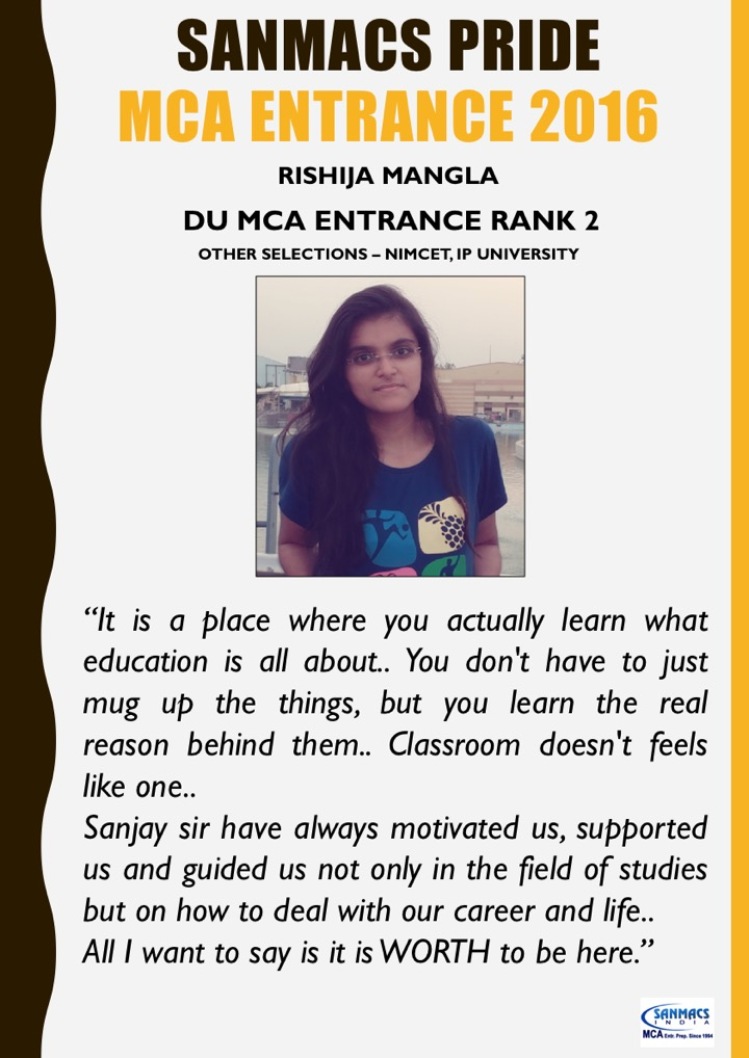 SANMACS PRIDE
MCA ENTRANCE 2016
RISHIJA MANGLA
DU MCA ENTRANCE RANK 2
OTHER SELECTIONS – NIMCET, IP UNIVERSITY
“It is a place where you actually learn what
education is all about.. You don't have to just
mug up the things, but you learn the real
reason behind them.. Classroom doesn't feels
like one..
Sanjay sir have always motivated us, supported
us and guided us not only in the field of studies
but on how to deal with our career and life..
All I want to say is it is WORTH to be here.”
SANMACS
INDIA
MCA Entr. Prep. Since 1994